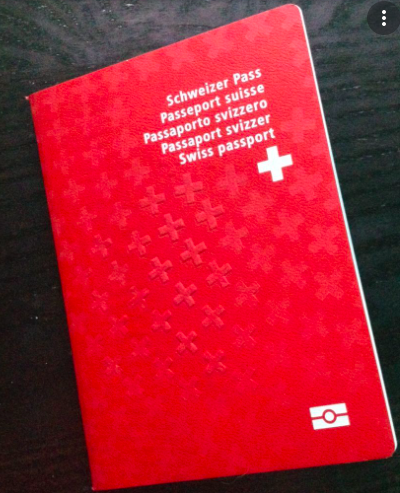 Schweizer Pass
Passeport suisse
Passaporto svizzero
Passaport svizzer
Swiss passport